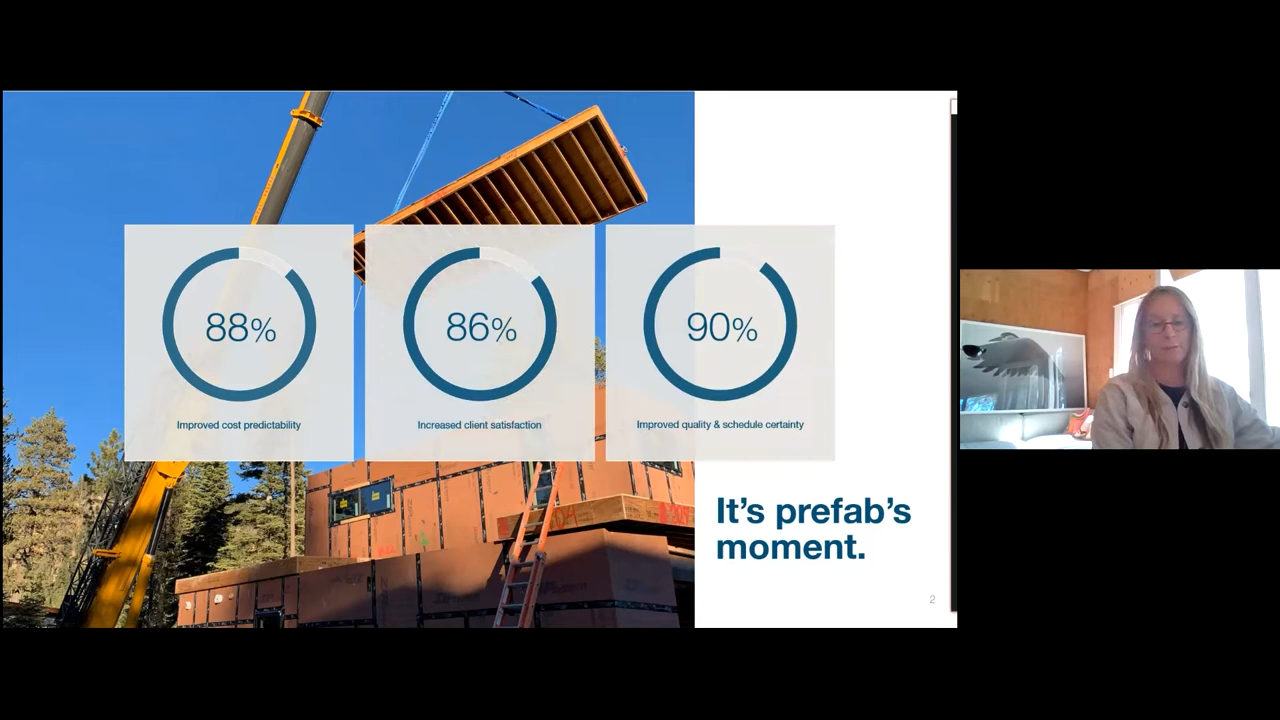 88%
86%
90%
Improved cost predictability
Increased client satisfaction
Improved quality & schedule certainty
It's prefab's
moment.
2